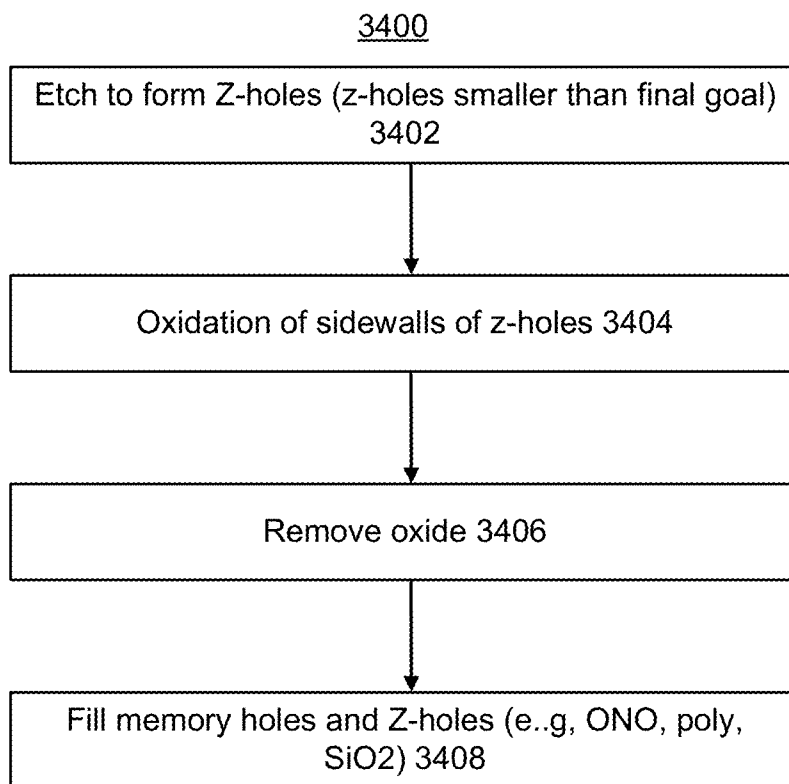 3400
Etch to form Z-holes (z-holes smaller than final goal)
3402
Oxidation of sidewalls of z-holes 3404
Remove oxide 3406
Fill memory holes and Z-holes (e..g, ONO, poly,
SiO2) 3408